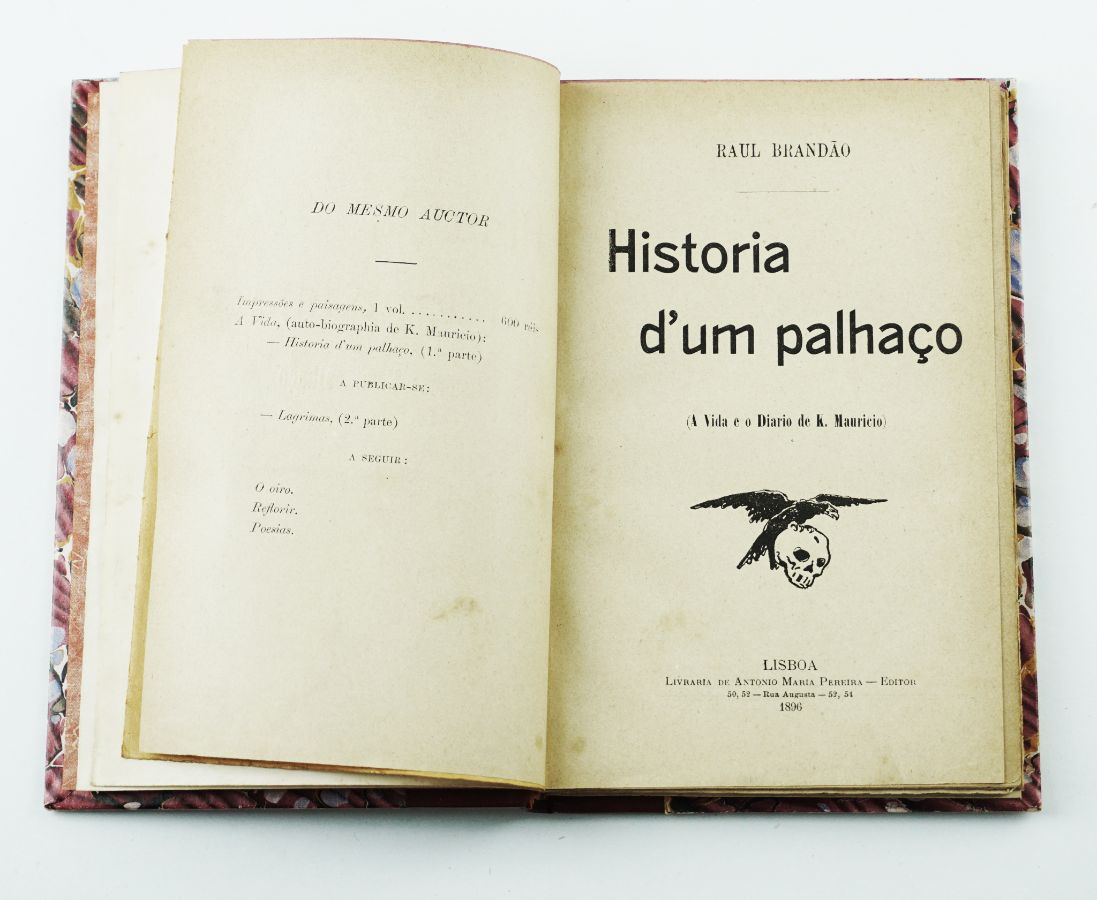 DO MESMO AUCTOR
Impressões e paisagens, 1 vol. ........... 600 réis.
A Vida, (auto-biographia de K. Mauricio):
— Historia d'um palhaço. (1.ª parte)
A PUBLICAR-SE:
— Lagrimas, (2.ª parte)
A SEGUIR:
O oiro.
Reflorir.
Poesias.
RAUL BRANDÃO
Historia
d'um palhaço
(A Vida e o Diario de K. Mauricio)
LISBOA
LIVRARIA DE ANTONIO MARIA PEREIRA — EDITOR
50, 52 — Rua Augusta — 52, 54
1896